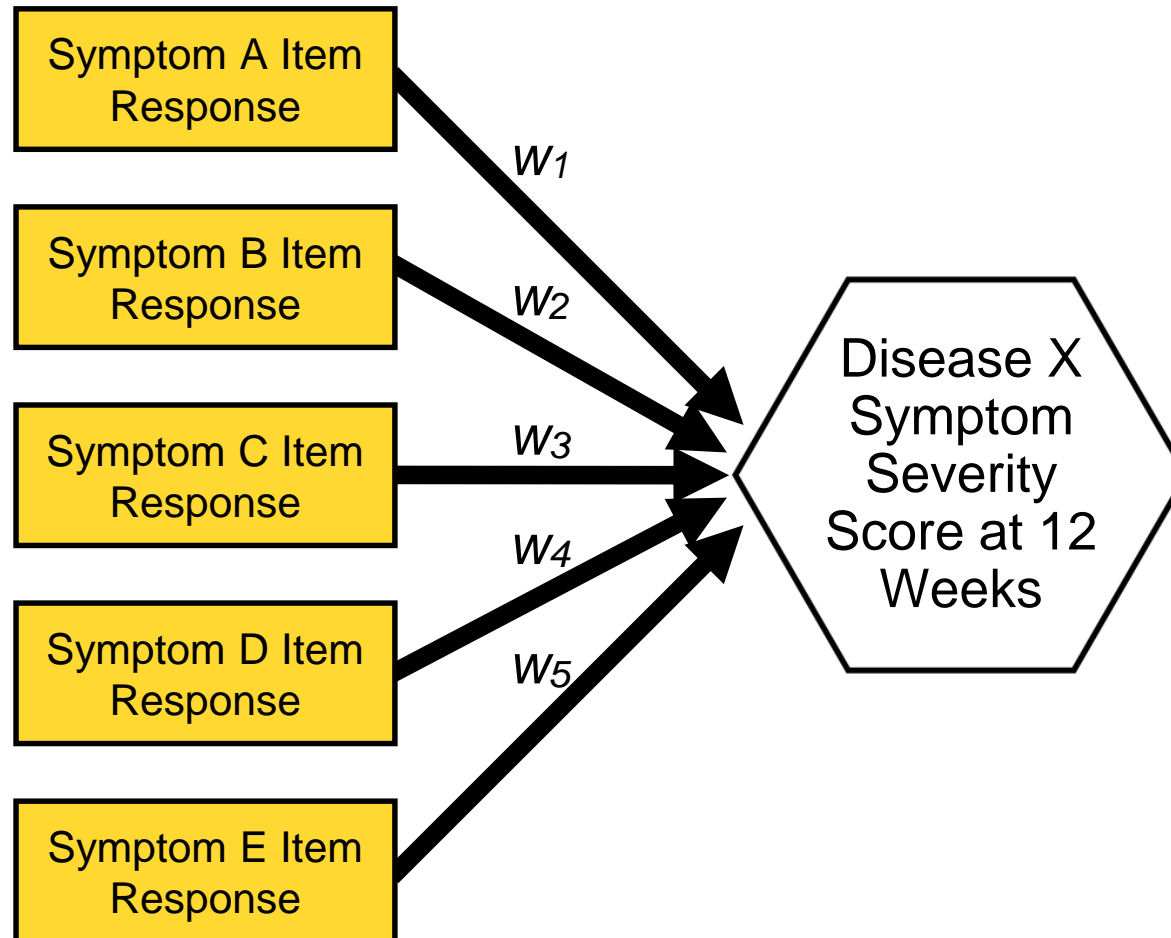 Symptom A Item
Response
w1
Symptom B Item
Response
w2
Symptom C Item
Response
w3
Symptom D Item
Response
w4
Symptom E Item
Response
w5
Disease X
Symptom
Severity
Score at 12
Weeks